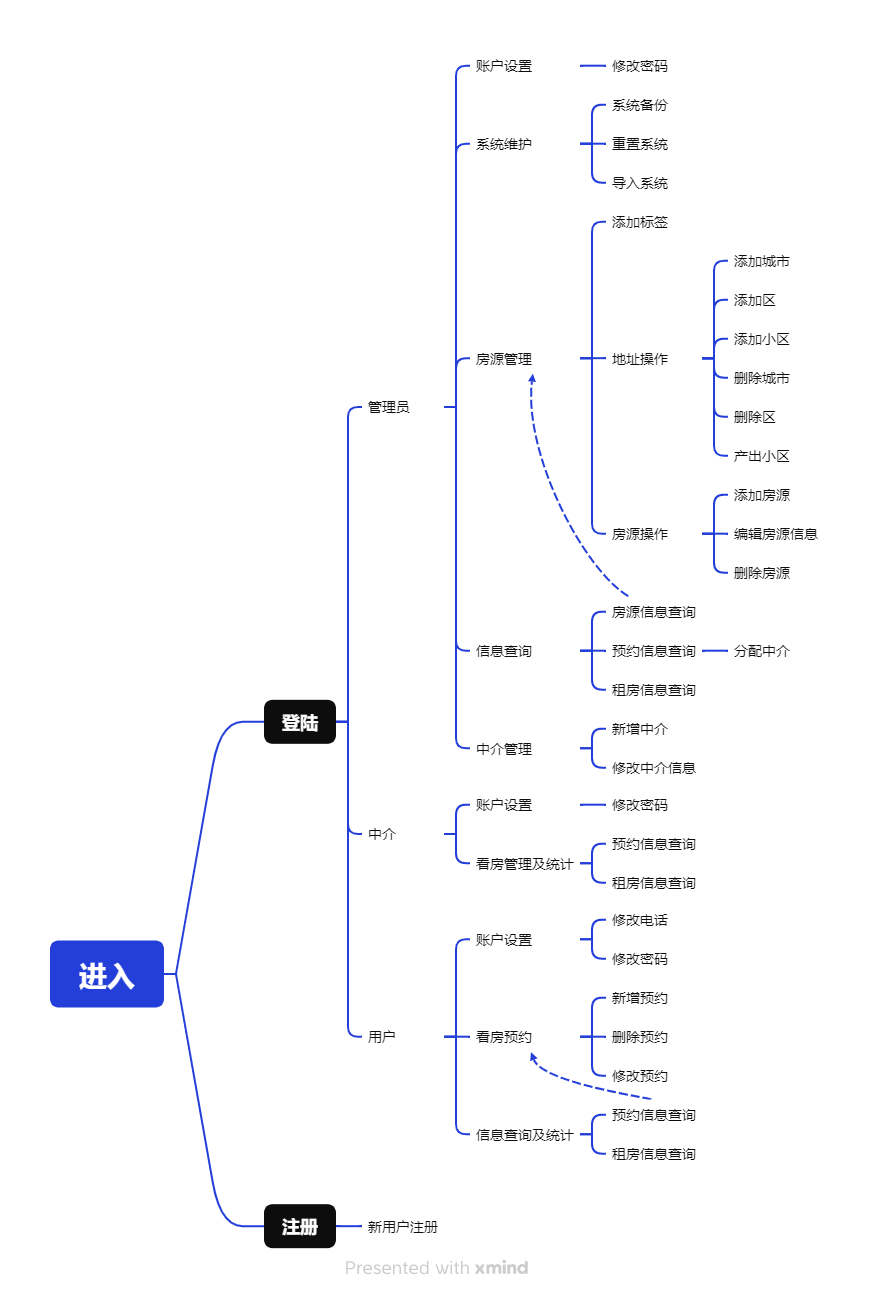 进入
登陆
管理员
账户设置
修改密码
系统维护
系统备份
重置系统
导入系统
房源管理
添加标签
地址操作
添加城市
添加区
添加小区
删除城市
删除区
产出小区
房源操作
添加房源
编辑房源信息
删除房源
信息查询
房源信息查询
预约信息查询
分配中介
租房信息查询
中介管理
新增中介
修改中介信息
中介
账户设置
修改密码
看房管理及统计
预约信息查询
租房信息查询
用户
账户设置
修改电话
修改密码
看房预约
新增预约
删除预约
修改预约
信息查询及统计
预约信息查询
租房信息查询
注册
新用户注册
Presented with xmind